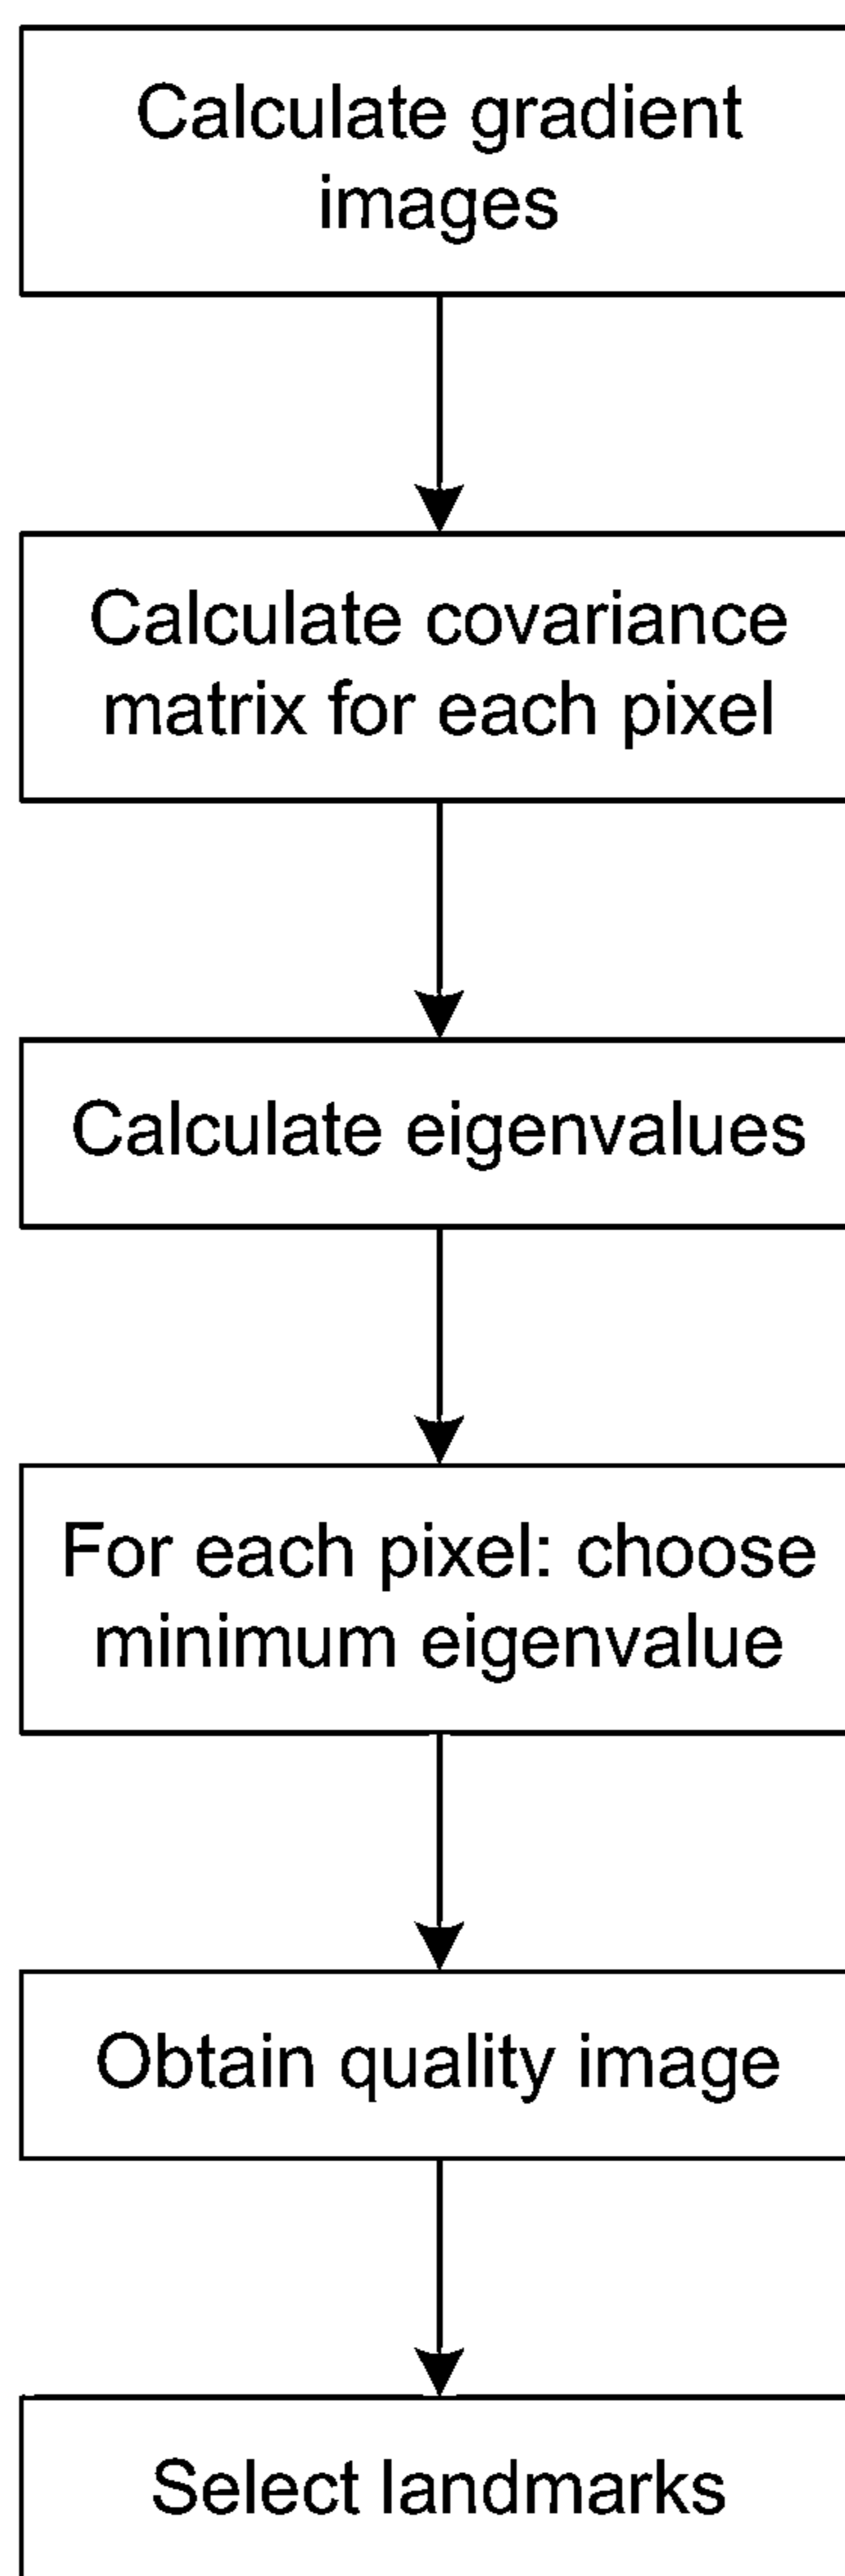 Calculate gradient
images
Calculate covariance
matrix for each pixel
Calculate eigenvalues
For each pixel: choose
minimum eigenvalue
Obtain quality image
Select landmarks